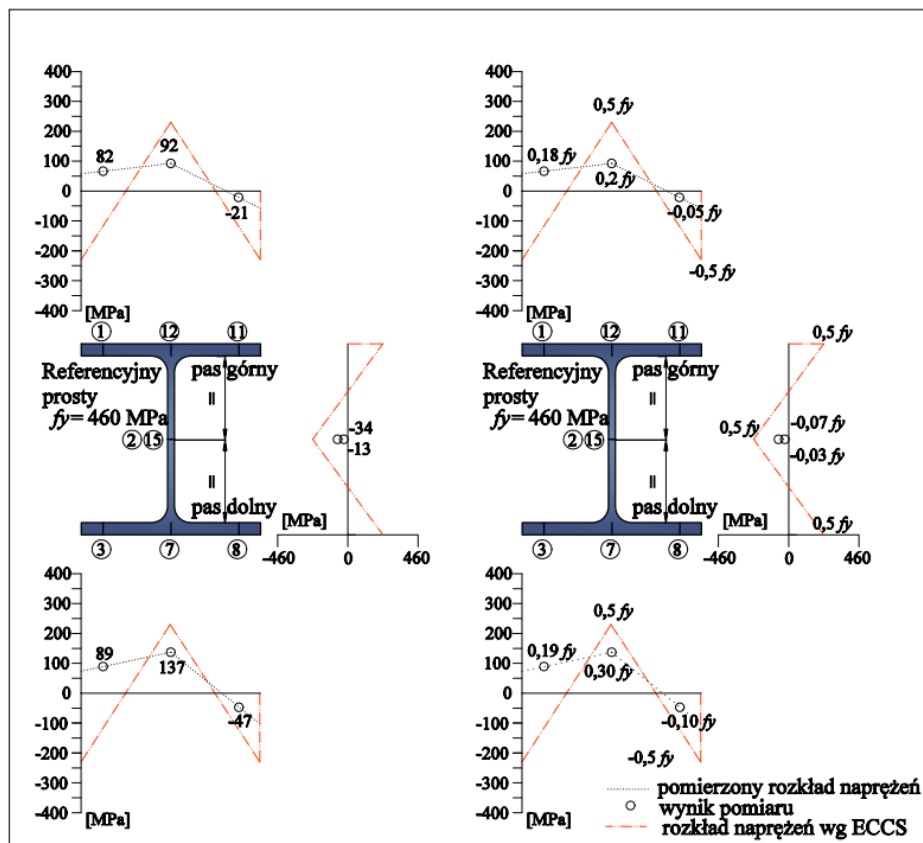 400
300
200
100
0
-100
-200
-300
-400
[MPa]
82
92
-21
400
300
200
100
0
-100
-200
-300
-400
[MPa]
0,18 fy
0,5 fy
0,2 fy
-0,05 fy
-0,5 fy
1
12
11
Referencyjny
prosty
fy = 460 MPa
pas górny
=
2
15
=
pas dolny
3
7
8
-34
-13
[MPa]
-460
0
460
1
12
11
Referencyjny
prosty
fy = 460 MPa
pas górny
=
2
15
=
pas dolny
3
7
8
0,5 fy
0,5 fy
-0,07 fy
-0,03 fy
0,5 fy
[MPa]
-460
0
460
400
300
200
100
0
-100
-200
-300
-400
[MPa]
89
137
-47
400
300
200
100
0
-100
-200
-300
-400
[MPa]
0,19 fy
0,5 fy
0,30 fy
-0,10 fy
-0,5 fy
pomierzony rozkład naprężeń
wynik pomiaru
rozkład naprężeń wg ECCS